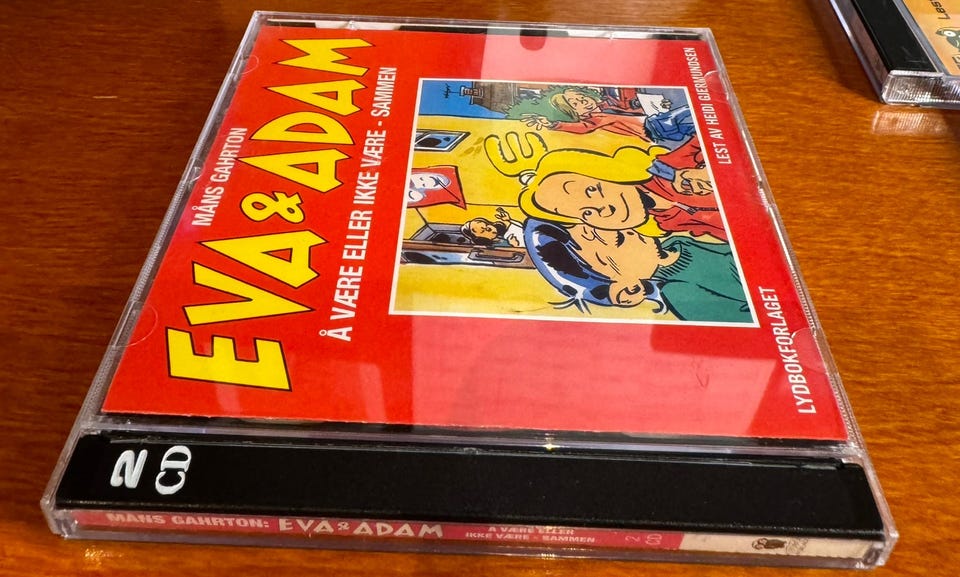 MÅNS GAHRTON
EVA & ADAM
Å VÆRE ELLER IKKE VÆRE - SAMMEN
LEST AV HEIDI GJERMUNDSEN
LYDBOKFORLAGET
2
CD
MÅNS GAHRTON: EVA & ADAM
Å VÆRE ELLER
IKKE VÆRE - SAMMEN
2
CD